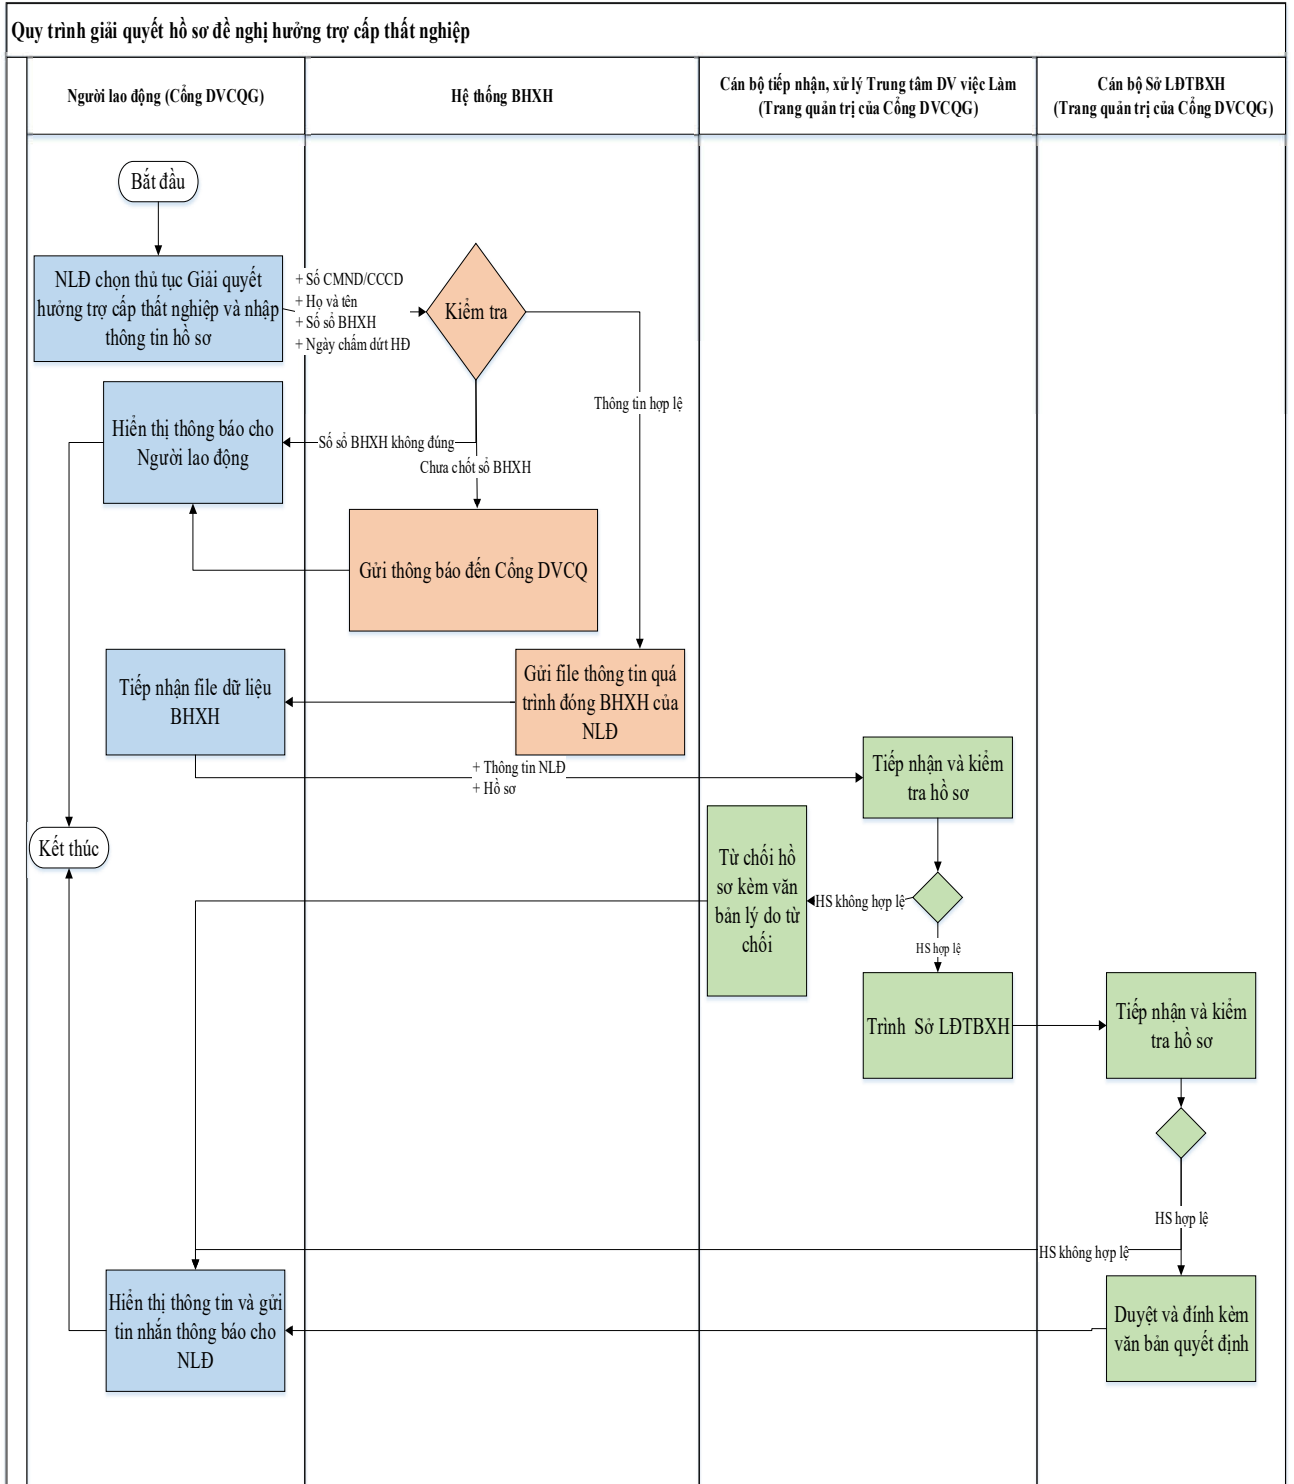 Quy trình giải quyết hồ sơ đề nghị hưởng trợ cấp thất nghiệp
Người lao động (Cổng DVCQG)
Hệ thống BHXH
Cán bộ tiếp nhận, xử lý Trung tâm DV việc Làm
(Trang quản trị của Cổng DVCQG)
Cán bộ Sở LĐTBXH
(Trang quản trị của Cổng DVCQG)
Bắt đầu
NLĐ chọn thủ tục Giải quyết
hưởng trợ cấp thất nghiệp và nhập
thông tin hồ sơ
+ Số CMND/CCCD
+ Họ và tên
+ Số sổ BHXH
+ Ngày chấm dứt HĐ
Kiểm tra
Thông tin hợp lệ
Hiển thị thông báo cho
Người lao động
Số sổ BHXH không đúng
Chưa chốt sổ BHXH
Gửi thông báo đến Cổng DVCQ
Tiếp nhận file dữ liệu
BHXH
Gửi file thông tin quá
trình đóng BHXH của
NLĐ
+ Thông tin NLĐ
+ Hồ sơ
Tiếp nhận và kiểm
tra hồ sơ
Kết thúc
Từ chối hồ
sơ kèm văn
bản lý do từ
chối
HS không hợp lệ
HS hợp lệ
Trình  Sở LĐTBXH
Tiếp nhận và kiểm
tra hồ sơ
HS hợp lệ
HS không hợp lệ
Hiển thị thông tin và gửi
tin nhắn thông báo cho
NLĐ
Duyệt và đính kèm
văn bản quyết định